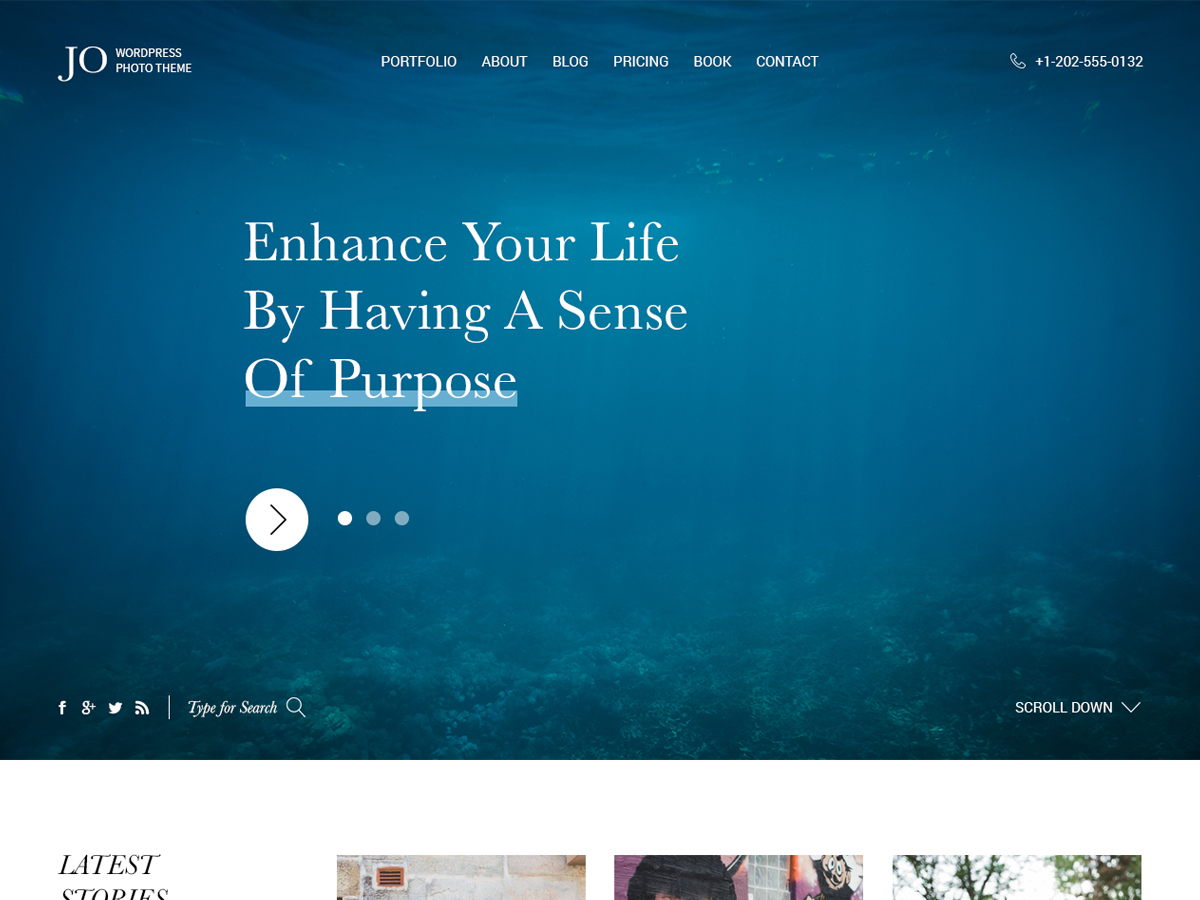 JO
WORDPRESS
PHOTO THEME
PORTFOLIO ABOUT BLOG PRICING BOOK CONTACT
+1-202-555-0132
Enhance Your Life
By Having A Sense
Of Purpose
Type for Search
SCROLL DOWN
LATEST
STORIES